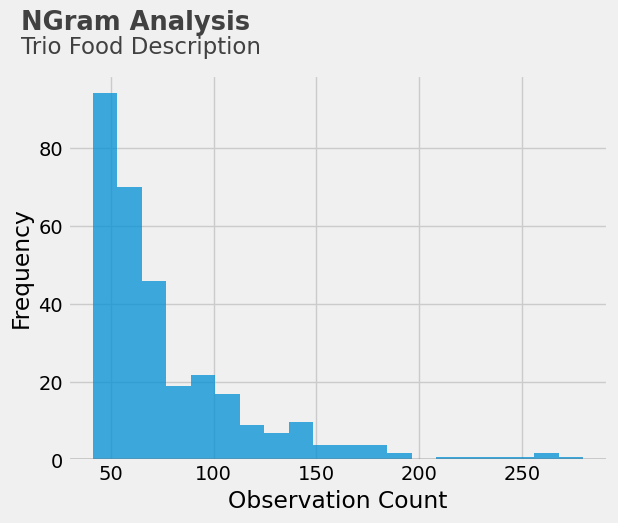 NGram Analysis
Trio Food Description
80
60
40
20
0
Frequency
50 100 150 200 250
Observation Count